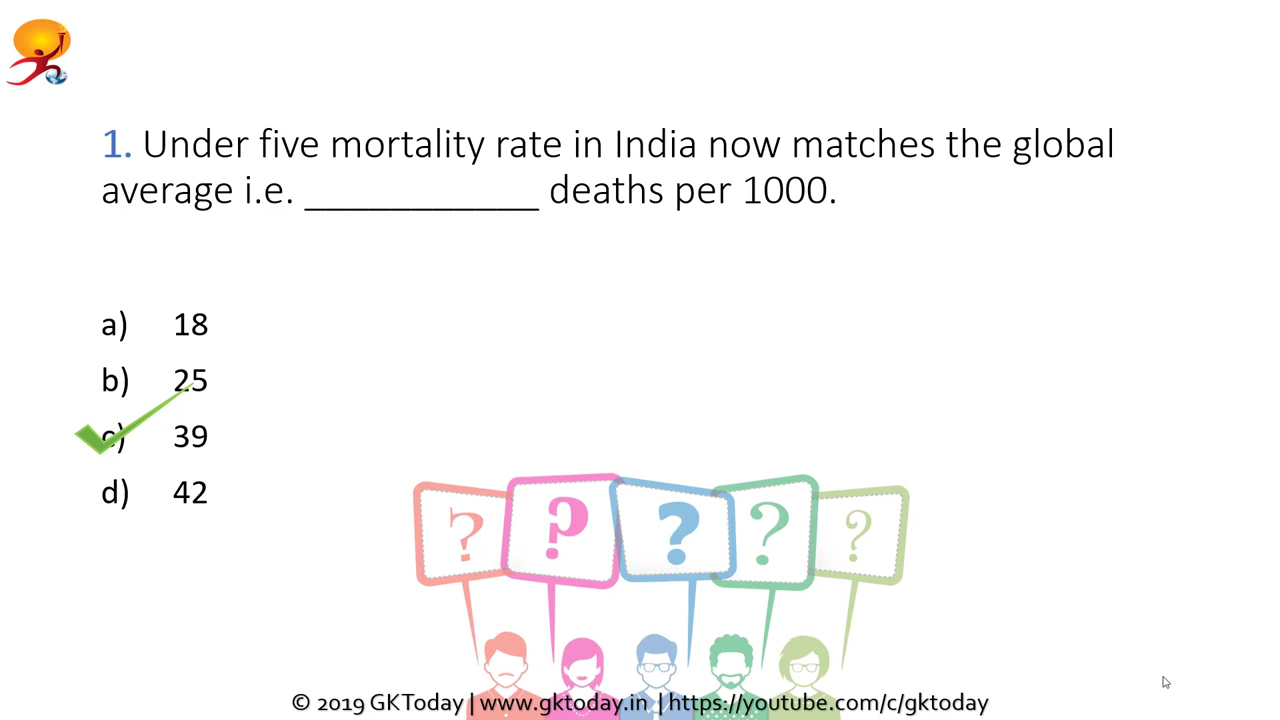 1. Under five mortality rate in India now matches the global
average i.e. ___________ deaths per 1000.
a) 18
b) 25
c) 39
d) 42
? ? ? ? ?
© 2019 GKToday | www.gktoday.in | https://youtube.com/c/gktoday